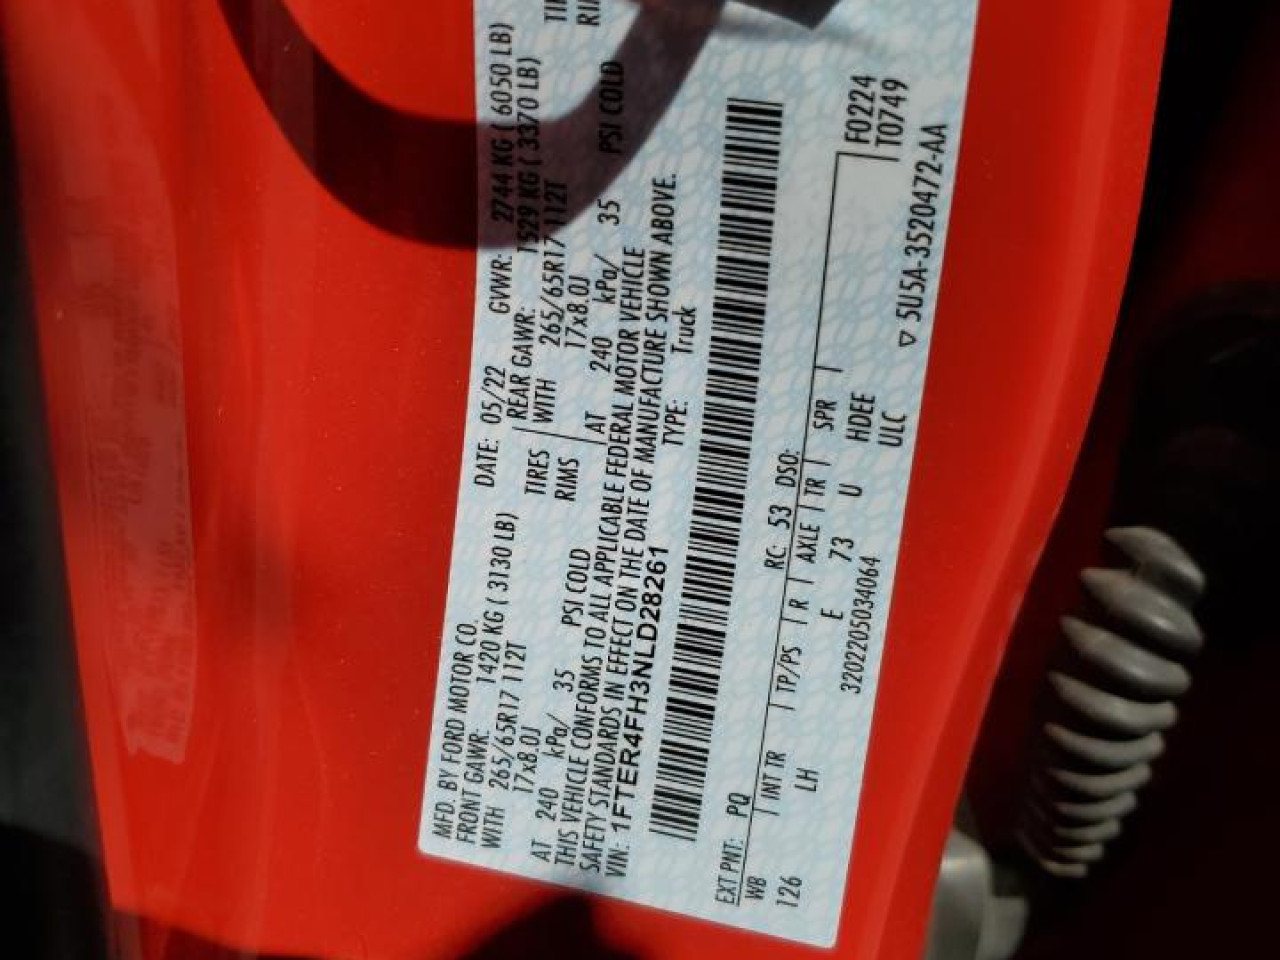 MFD. BY FORD MOTOR CO.
DATE: 05/22 GVWR: 2744 KG ( 6050 LB)
FRONT GAWR: 1420 KG ( 3130 LB)
REAR GAWR: 1529 KG ( 3370 LB)
WITH 265/65R17 112T TIRES WITH 265/65R17 112T
17x8.0J RIMS 17x8.0J
AT 240 kPa/ 35 PSI COLD AT 240 kPa/ 35 PSI COLD
THIS VEHICLE CONFORMS TO ALL APPLICABLE FEDERAL MOTOR VEHICLE
SAFETY STANDARDS IN EFFECT ON THE DATE OF MANUFACTURE SHOWN ABOVE.
VIN: 1FTER4FH3NLD28261 TYPE: Truck
EXT PNT: PQ RC: 53 DSO: F0224
WB INT TR TP/PS R AXLE TR SPR T0749
126 LH E 73 U HDEE
3202205034064 ULC
▽ 5U5A-3520472-AA